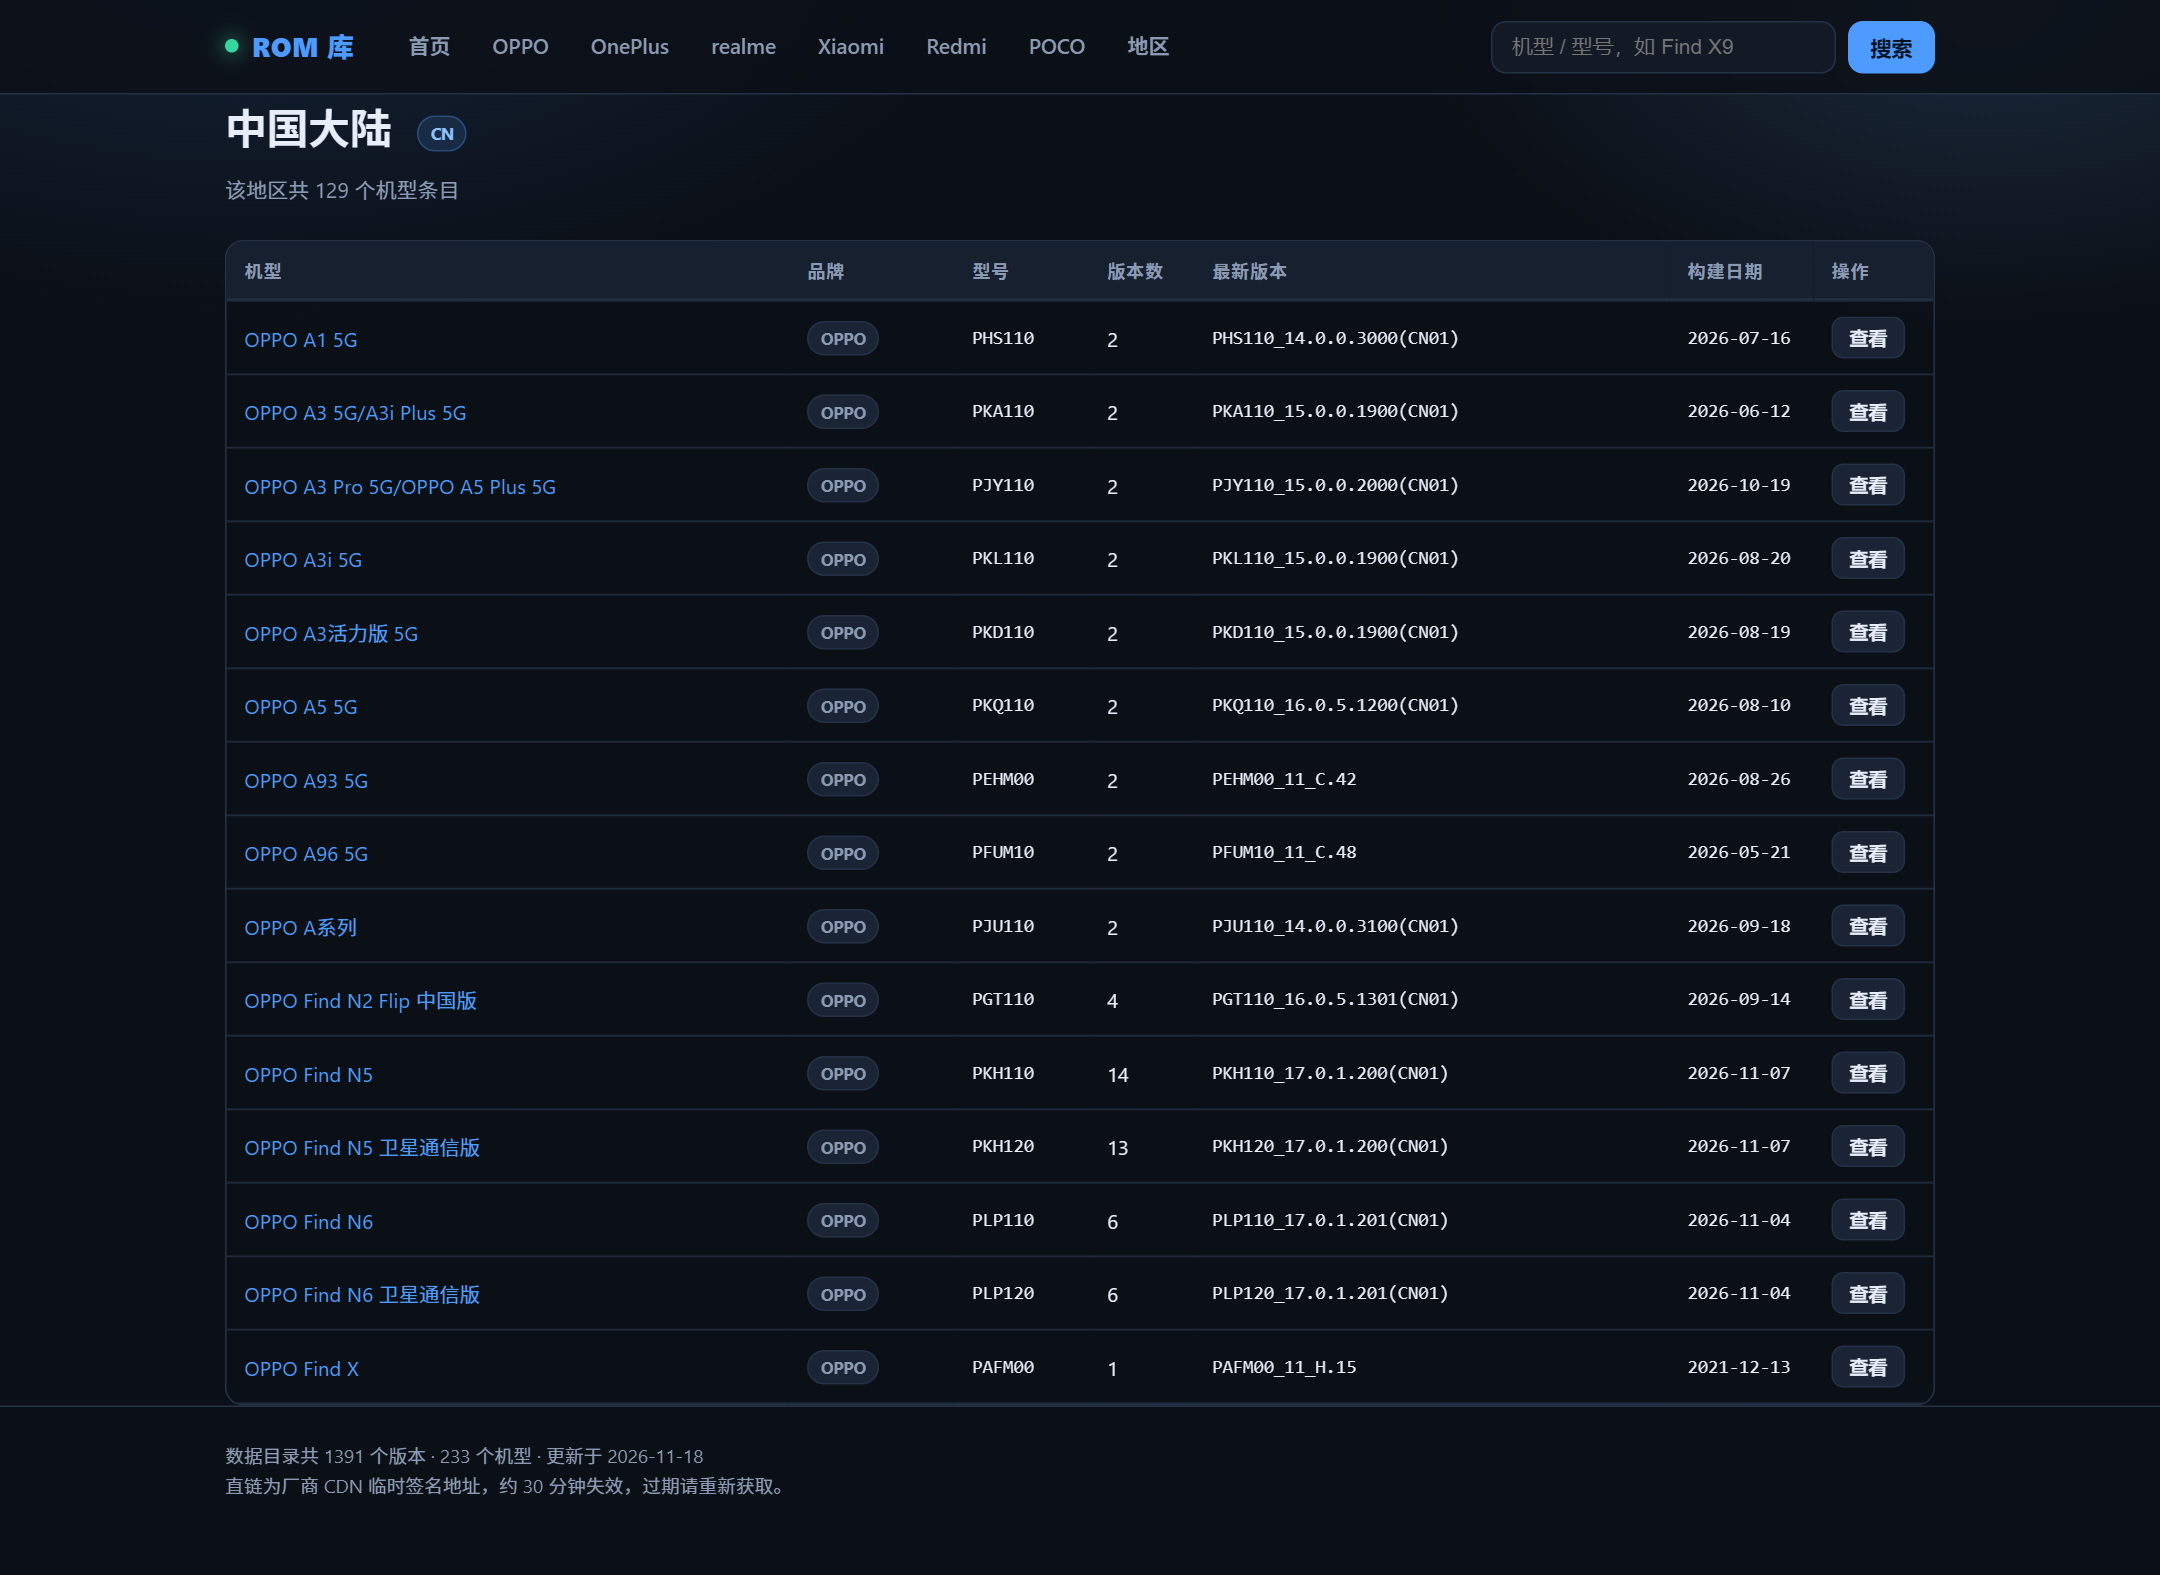 ROM 库 首页 OPPO OnePlus realme Xiaomi Redmi POCO 地区 机型 / 型号，如 Find X9 搜索
中国大陆 CN
该地区共 129 个机型条目
机型 品牌 型号 版本数 最新版本 构建日期 操作
OPPO A1 5G OPPO PHS110 2 PHS110_14.0.0.3000(CN01) 2026-07-16 查看
OPPO A3 5G/A3i Plus 5G OPPO PKA110 2 PKA110_15.0.0.1900(CN01) 2026-06-12 查看
OPPO A3 Pro 5G/OPPO A5 Plus 5G OPPO PJY110 2 PJY110_15.0.0.2000(CN01) 2026-10-19 查看
OPPO A3i 5G OPPO PKL110 2 PKL110_15.0.0.1900(CN01) 2026-08-20 查看
OPPO A3活力版 5G OPPO PKD110 2 PKD110_15.0.0.1900(CN01) 2026-08-19 查看
OPPO A5 5G OPPO PKQ110 2 PKQ110_16.0.5.1200(CN01) 2026-08-10 查看
OPPO A93 5G OPPO PEHM00 2 PEHM00_11_C.42 2026-08-26 查看
OPPO A96 5G OPPO PFUM10 2 PFUM10_11_C.48 2026-05-21 查看
OPPO A系列 OPPO PJU110 2 PJU110_14.0.0.3100(CN01) 2026-09-18 查看
OPPO Find N2 Flip 中国版 OPPO PGT110 4 PGT110_16.0.5.1301(CN01) 2026-09-14 查看
OPPO Find N5 OPPO PKH110 14 PKH110_17.0.1.200(CN01) 2026-11-07 查看
OPPO Find N5 卫星通信版 OPPO PKH120 13 PKH120_17.0.1.200(CN01) 2026-11-07 查看
OPPO Find N6 OPPO PLP110 6 PLP110_17.0.1.201(CN01) 2026-11-04 查看
OPPO Find N6 卫星通信版 OPPO PLP120 6 PLP120_17.0.1.201(CN01) 2026-11-04 查看
OPPO Find X OPPO PAFM00 1 PAFM00_11_H.15 2021-12-13 查看
数据目录共 1391 个版本 · 233 个机型 · 更新于 2026-11-18
直链为厂商 CDN 临时签名地址，约 30 分钟失效，过期请重新获取。